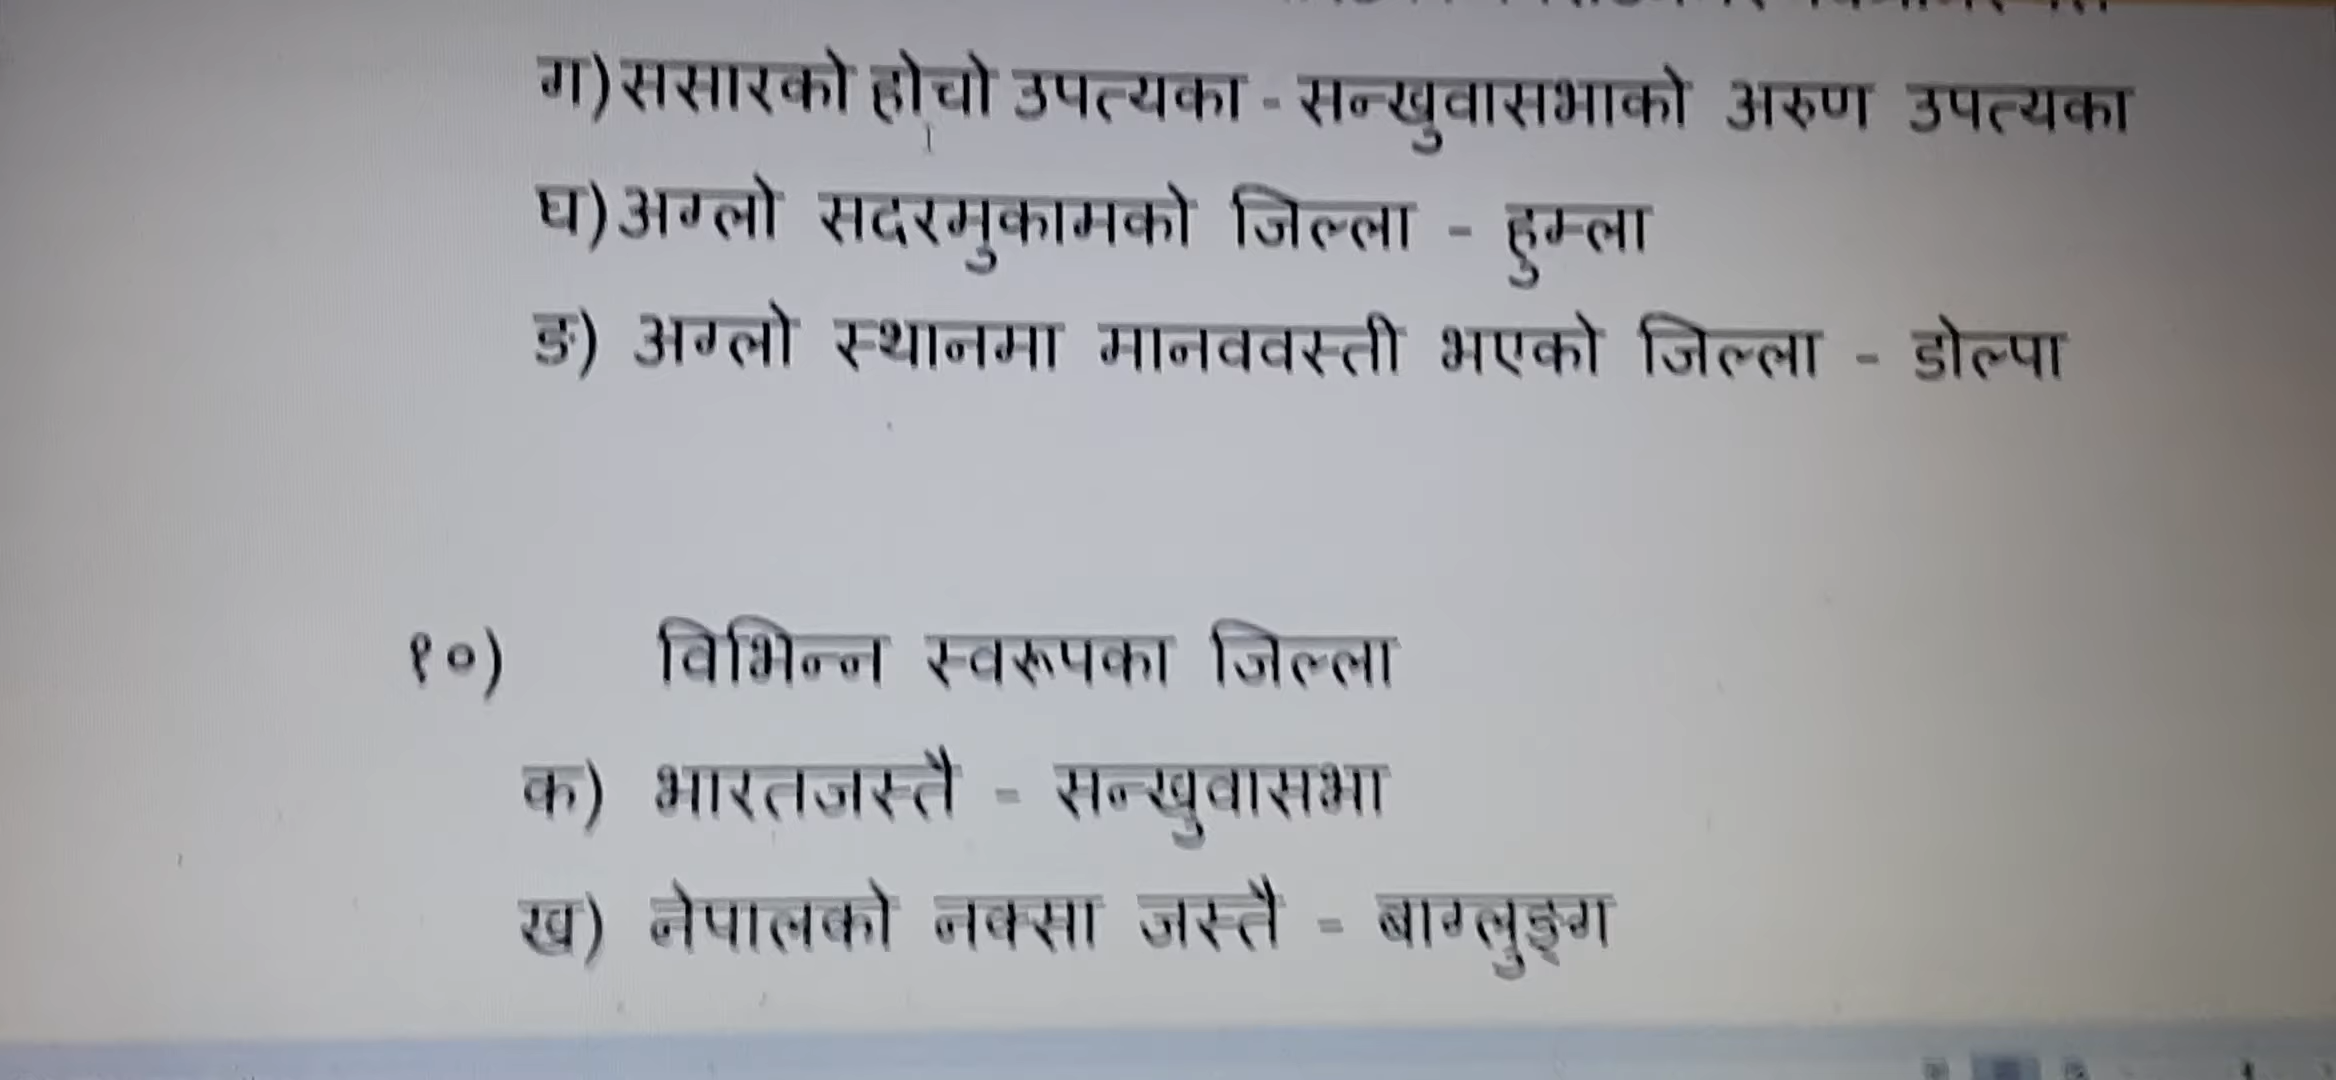 ग) ससारको होचो उपत्यका - सन्खुवासभाको अरुण उपत्यका
घ) अग्लो सदरमुकामको जिल्ला - हुम्ला
ङ) अग्लो स्थानमा मानववस्ती भएको जिल्ला - डोल्पा
१०) विभिन्न स्वरूपका जिल्ला
क) भारतजस्तै - सन्खुवासभा
ख) नेपालको नक्सा जस्तै - बाग्लुङ्ग